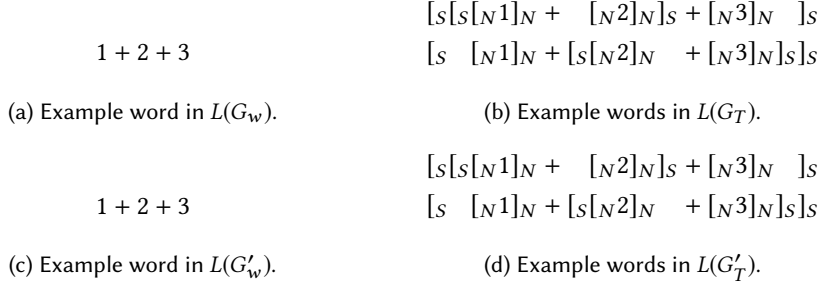 [S[S[N1]N + [N2]N]S + [N3]N ]S
1 + 2 + 3
[S [N1]N + [S[N2]N + [N3]N]S]S
(a) Example word in L(Gw).
(b) Example words in L(GT).
[S[S[N1]N + [N2]N]S + [N3]N ]S
1 + 2 + 3
[S [N1]N + [S[N2]N + [N3]N]S]S
(c) Example word in L(G′w).
(d) Example words in L(G′T).